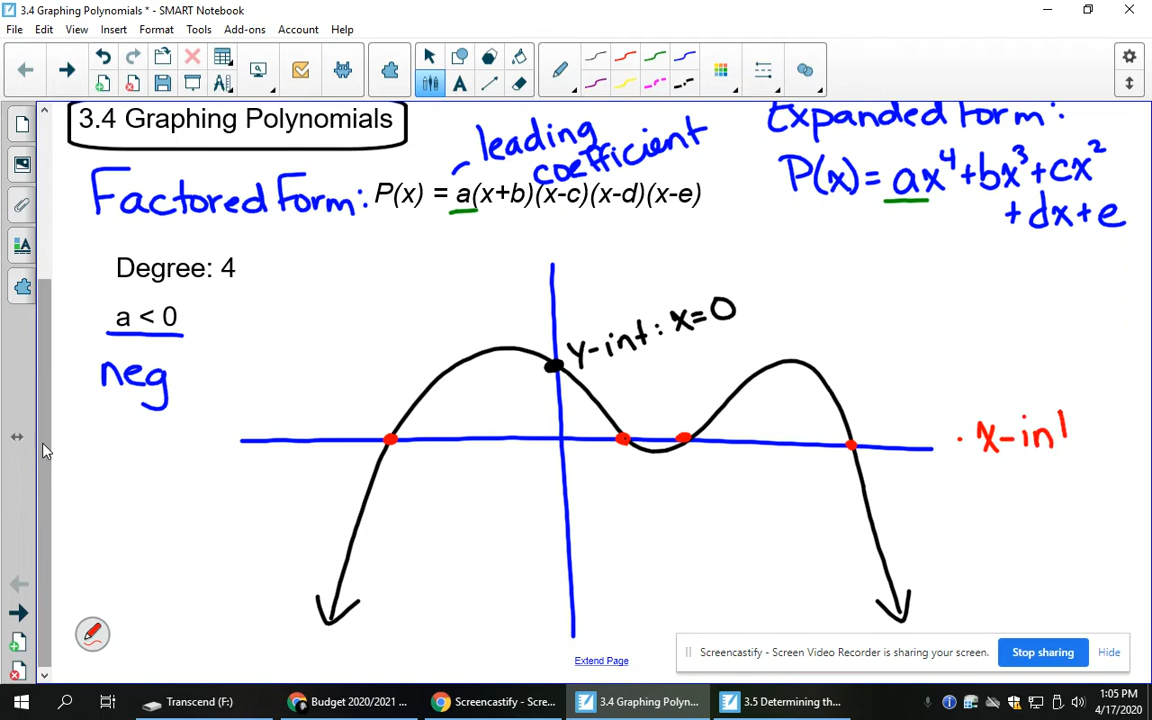 3.4 Graphing Polynomials * - SMART Notebook
File Edit View Insert Format Tools Add-ons Account Help
3.4 Graphing Polynomials
leading
coefficient
Expanded Form:
Factored Form: P(x) = a(x+b)(x-c)(x-d)(x-e)
P(x) = ax⁴+bx³+cx²
+dx+e
Degree: 4
a < 0
neg
y-int: x=0
x-int
Extend Page
Screencastify - Screen Video Recorder is sharing your screen.
Stop sharing
Hide
Transcend (F:)
Budget 2020/2021 ...
Screencastify - Scre...
3.4 Graphing Polyn...
3.5 Determining th...
1:05 PM
4/17/2020